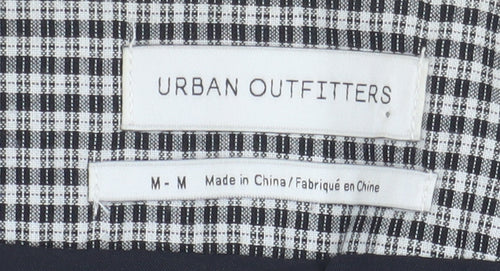 URBAN OUTFITTERS
M - M Made in China / Fabriqué en Chine